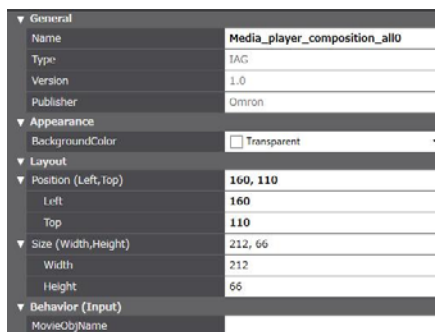 General
Name Media_player_composition_all0
Type IAG
Version 1.0
Publisher Omron
Appearance
BackgroundColor Transparent
Layout
Position (Left,Top) 160, 110
Left 160
Top 110
Size (Width,Height) 212, 66
Width 212
Height 66
Behavior (Input)
MovieObjName